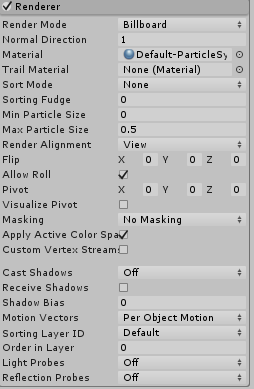 Renderer
Render Mode Billboard
Normal Direction 1
Material Default-ParticleSy
Trail Material None (Material)
Sort Mode None
Sorting Fudge 0
Min Particle Size 0
Max Particle Size 0.5
Render Alignment View
Flip X 0 Y 0 Z 0
Allow Roll
Pivot X 0 Y 0 Z 0
Visualize Pivot
Masking No Masking
Apply Active Color Spa
Custom Vertex Stream
Cast Shadows Off
Receive Shadows
Shadow Bias 0
Motion Vectors Per Object Motion
Sorting Layer ID Default
Order in Layer 0
Light Probes Off
Reflection Probes Off